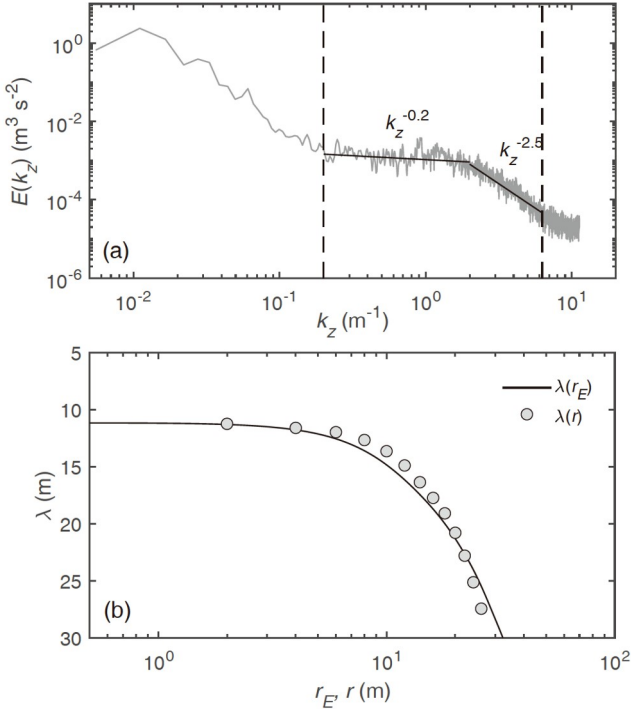 10^0
10^-2
10^-4
10^-6
E(k_z) (m^3 s^-2)
k_z^-0.2
k_z^-2.5
(a)
10^-2 10^-1 10^0 10^1
k_z (m^-1)
5
10
15
20
25
30
λ (m)
λ(r_E)
λ(r)
(b)
10^0 10^1 10^2
r_E, r (m)